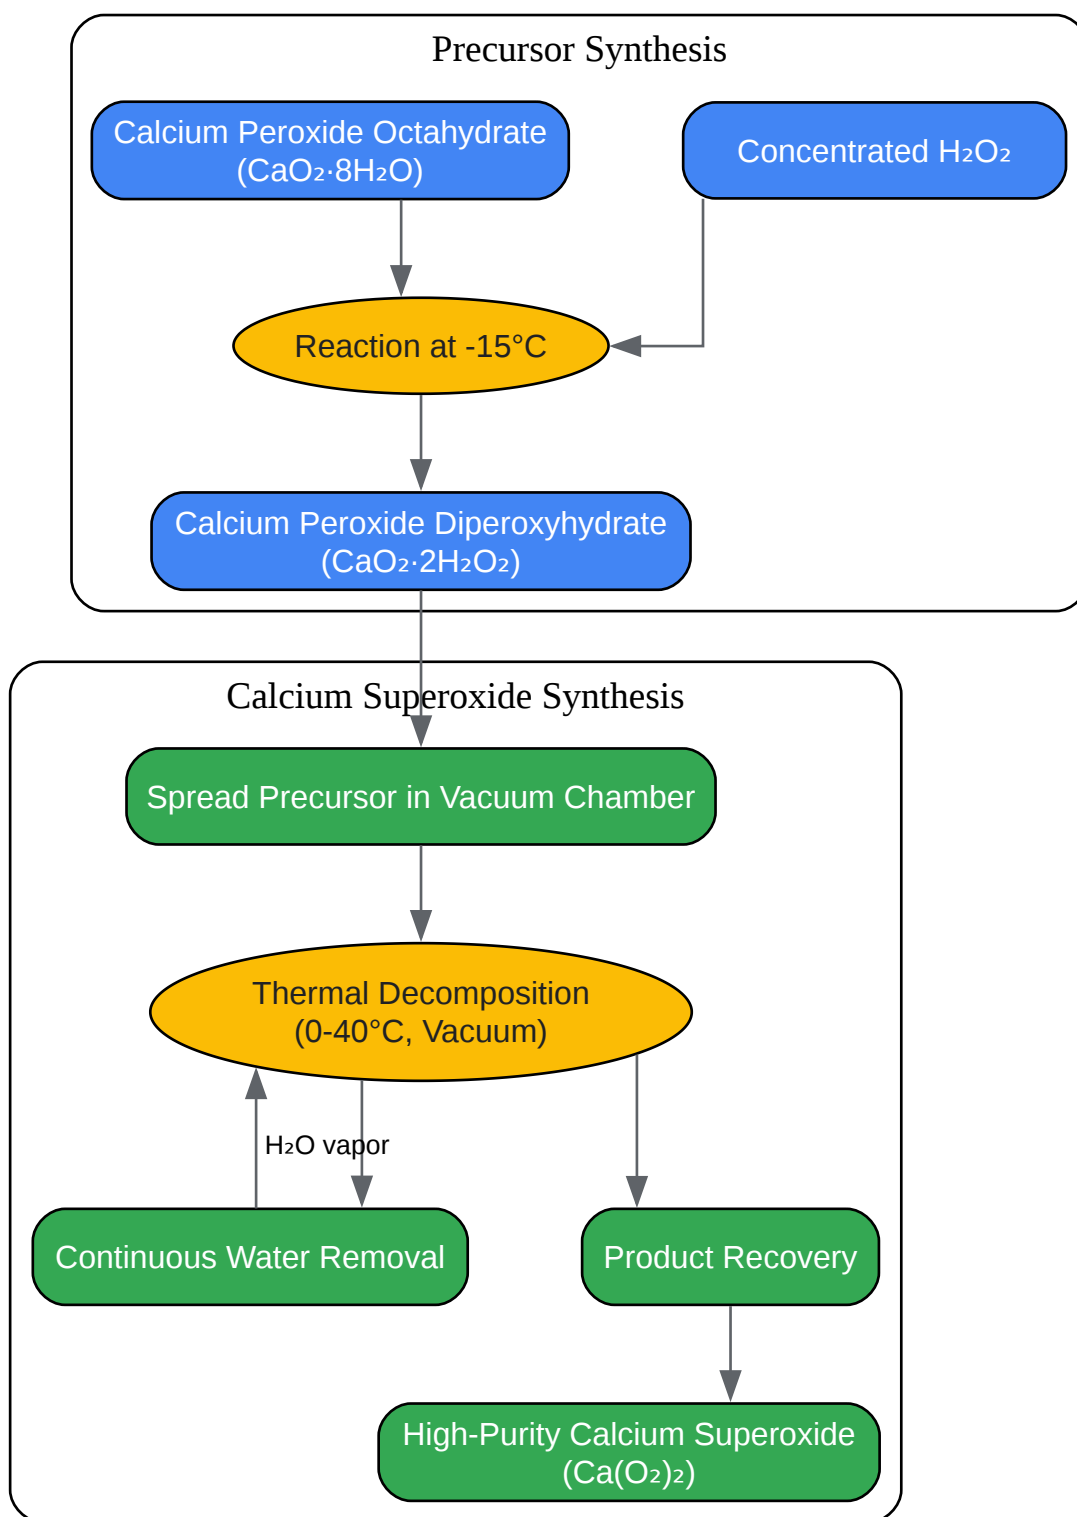 Precursor Synthesis
Calcium Peroxide Octahydrate
(CaO₂·8H₂O)
Concentrated H₂O₂
Reaction at -15°C
Calcium Peroxide Diperoxyhydrate
(CaO₂·2H₂O₂)
Calcium Superoxide Synthesis
Spread Precursor in Vacuum Chamber
Thermal Decomposition
(0-40°C, Vacuum)
H₂O vapor
Continuous Water Removal
Product Recovery
High-Purity Calcium Superoxide
(Ca(O₂)₂)